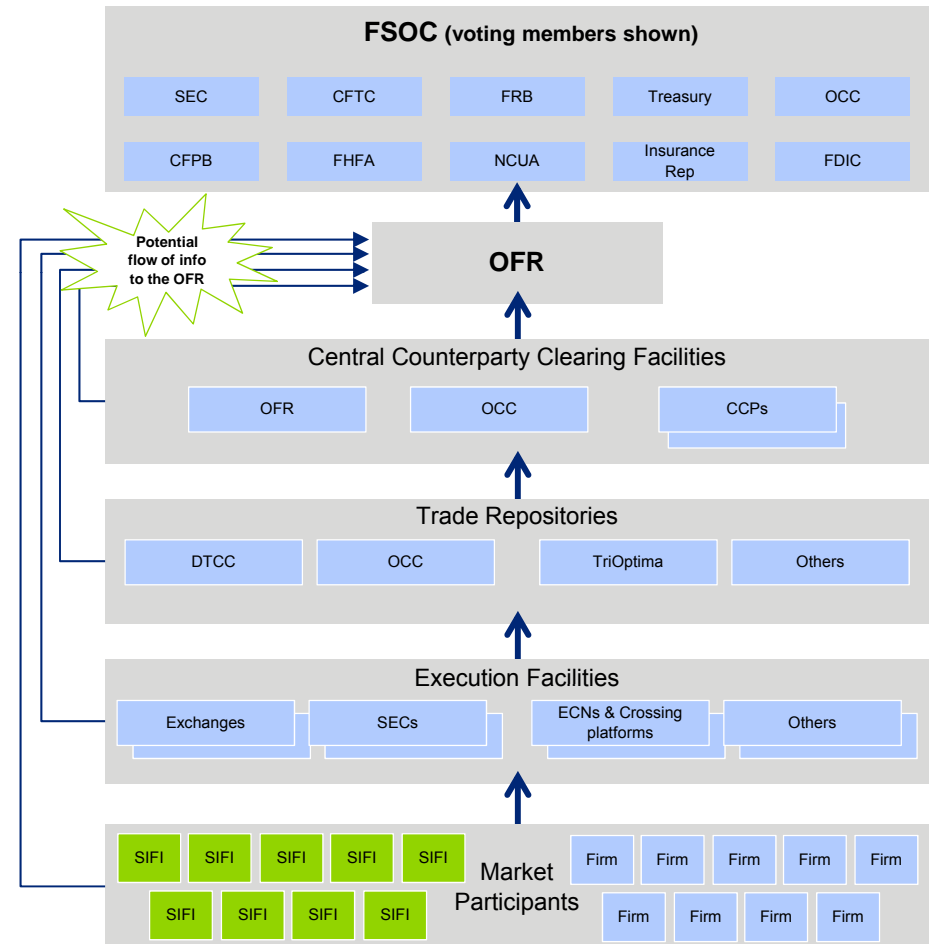 FSOC (voting members shown)
SEC
CFTC
FRB
Treasury
OCC
CFPB
FHFA
NCUA
Insurance
Rep
FDIC
Potential
flow of info
to the OFR
OFR
Central Counterparty Clearing Facilities
OFR
OCC
CCPs
Trade Repositories
DTCC
OCC
TriOptima
Others
Execution Facilities
Exchanges
SECs
ECNs & Crossing
platforms
Others
SIFI
SIFI
SIFI
SIFI
SIFI
Market
Participants
Firm
Firm
Firm
Firm
Firm
SIFI
SIFI
SIFI
SIFI
Firm
Firm
Firm
Firm